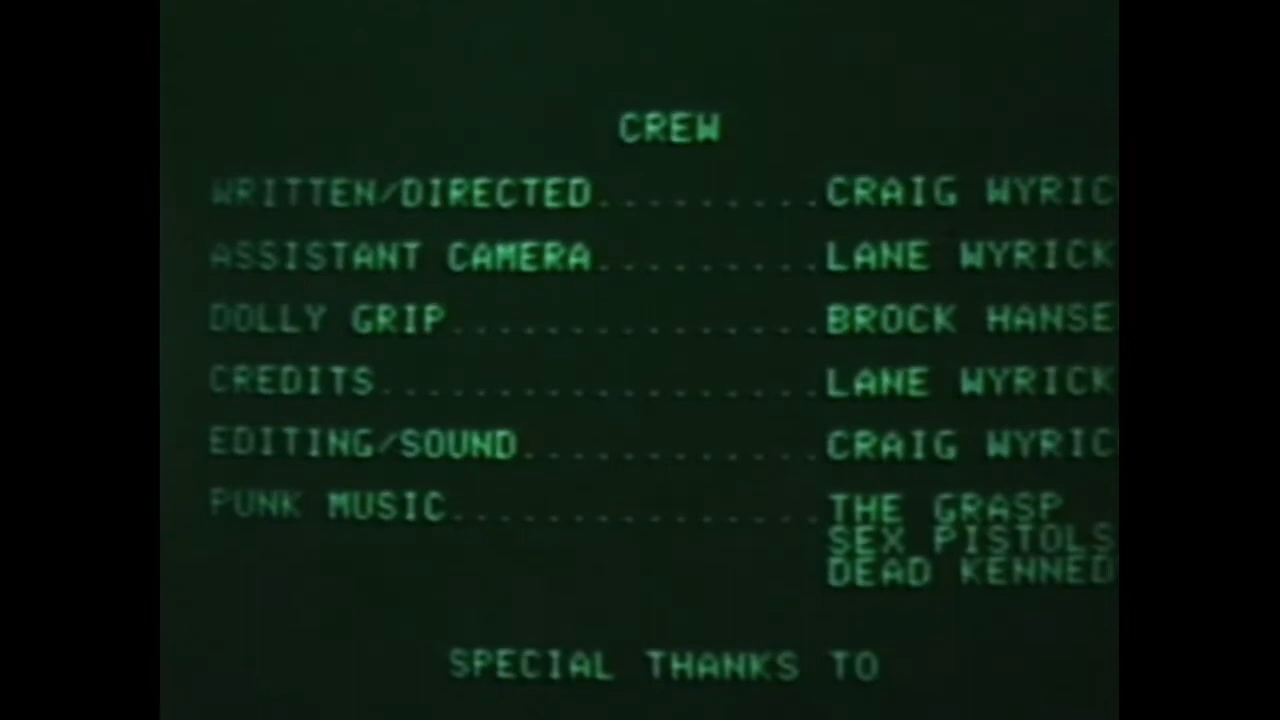 CREW
WRITTEN/DIRECTED.........CRAIG WYRIC
ASSISTANT CAMERA.........LANE WYRICK
DOLLY GRIP...............BROCK HANSE
CREDITS..................LANE WYRICK
EDITING/SOUND............CRAIG WYRIC
PUNK MUSIC...............THE GRASP
SEX PISTOLS
DEAD KENNED
SPECIAL THANKS TO